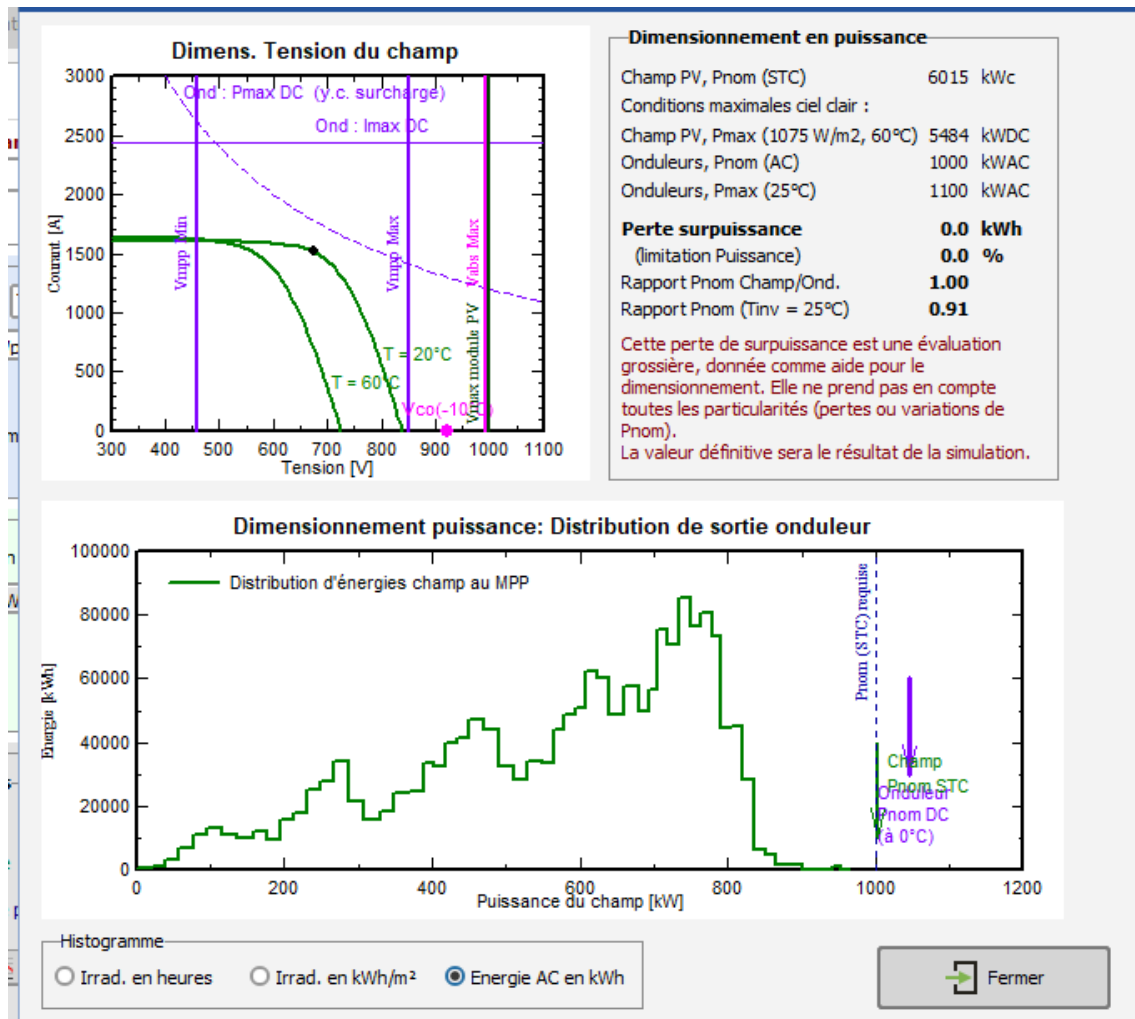 Dimens. Tension du champ
3000
2500
2000
1500
1000
500
0
Courant [A]
Ond : Pmax DC (y.c. surcharge)
Ond : Imax DC
Vmpp Min
Vmpp Max
Vabs Max
Vmax module PV
T = 20°C
T = 60°C
Vco(-10°C)
300 400 500 600 700 800 900 1000 1100
Tension [V]
Dimensionnement en puissance
Champ PV, Pnom (STC) 6015 kWc
Conditions maximales ciel clair :
Champ PV, Pmax (1075 W/m2, 60°C) 5484 kWDC
Onduleurs, Pnom (AC) 1000 kWAC
Onduleurs, Pmax (25°C) 1100 kWAC
Perte surpuissance 0.0 kWh
(limitation Puissance) 0.0 %
Rapport Pnom Champ/Ond. 1.00
Rapport Pnom (Tinv = 25°C) 0.91
Cette perte de surpuissance est une évaluation
grossière, donnée comme aide pour le
dimensionnement. Elle ne prend pas en compte
toutes les particularités (pertes ou variations de
Pnom).
La valeur définitive sera le résultat de la simulation.
Dimensionnement puissance: Distribution de sortie onduleur
100000
80000
60000
40000
20000
0
Energie [kWh]
Distribution d'énergies champ au MPP
Pnom (STC) requise
Champ
Pnom STC
Onduleur
Pnom DC
(à 0°C)
0 200 400 600 800 1000 1200
Puissance du champ [kW]
Histogramme
Irrad. en heures
Irrad. en kWh/m²
Energie AC en kWh
Fermer